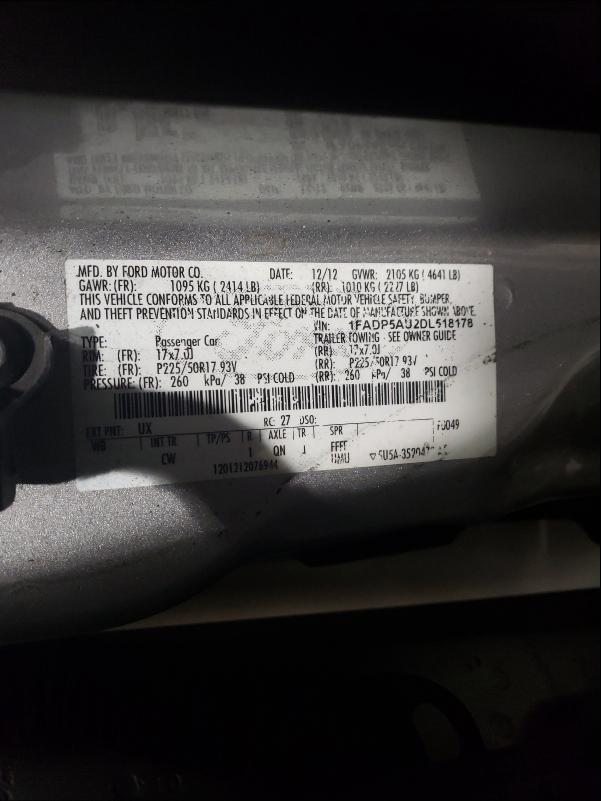 MFD. BY FORD MOTOR CO. DATE: 12/12 GVWR: 2105 KG ( 4641 LB)
GAWR: (FR): 1095 KG ( 2414 LB) (RR): 1010 KG ( 2227 LB)
THIS VEHICLE CONFORMS TO ALL APPLICABLE FEDERAL MOTOR VEHICLE SAFETY, BUMPER,
AND THEFT PREVENTION STANDARDS IN EFFECT ON THE DATE OF MANUFACTURE SHOWN ABOVE.
VIN: 1FADP5AU2DL518178
TYPE: Passenger Car TRAILER TOWING - SEE OWNER GUIDE
RIM: (FR): 17x7.0J (RR): 17x7.0J
TIRE: (FR): P225/50R17 93V (RR): P225/50R17 93V
PRESSURE: (FR): 260 kPa/ 38 PSI COLD (RR): 260 kPa/ 38 PSI COLD
EXT PNT: UX RC: 27 DSO: F0049
WB INT TR TP/PS R AXLE TR SPR
CW 1 QN J
1201212076944